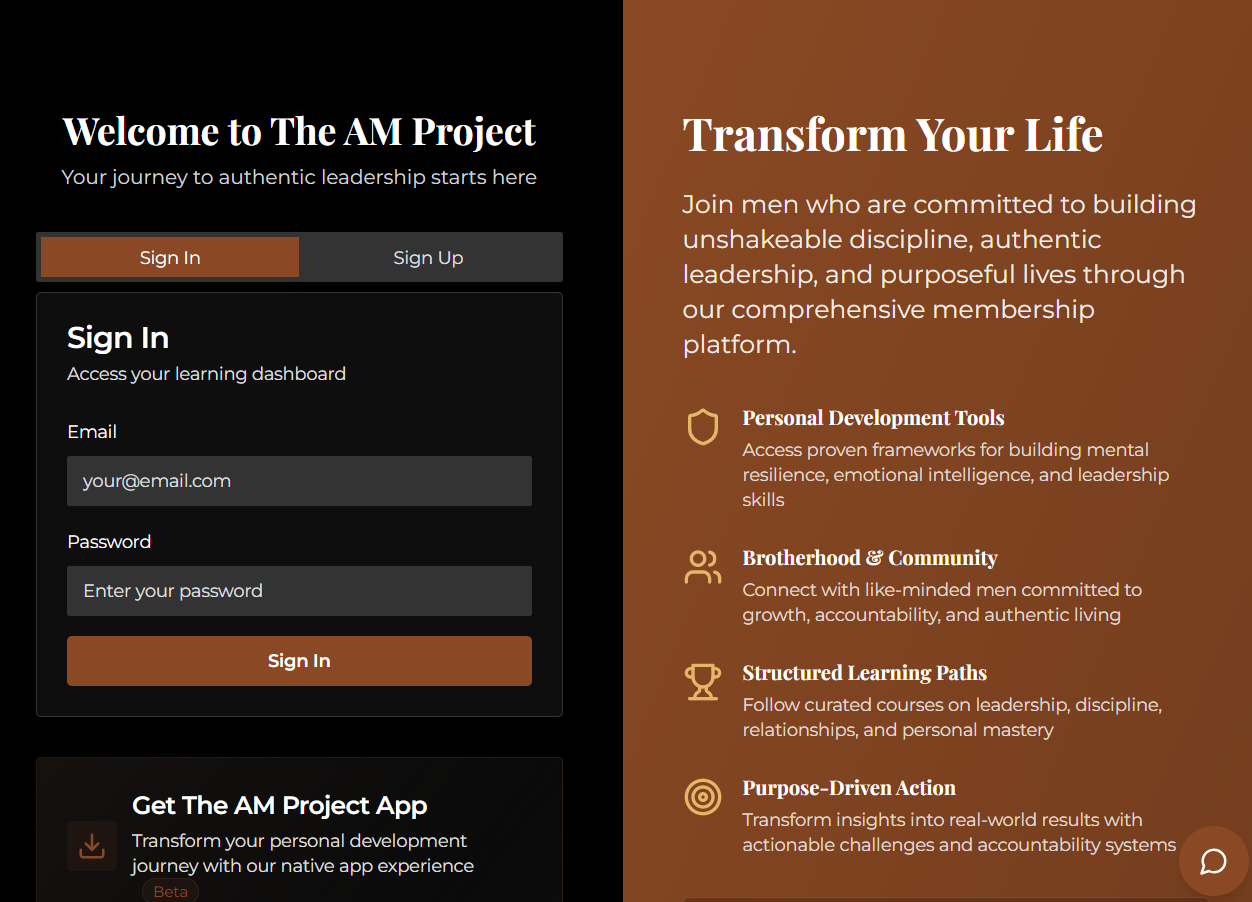 Welcome to The AM Project
Your journey to authentic leadership starts here
Sign In
Sign Up
Sign In
Access your learning dashboard
Email
your@email.com
Password
Enter your password
Sign In
Get The AM Project App
Transform your personal development
journey with our native app experience
Beta
Transform Your Life
Join men who are committed to building
unshakeable discipline, authentic
leadership, and purposeful lives through
our comprehensive membership
platform.
Personal Development Tools
Access proven frameworks for building mental
resilience, emotional intelligence, and leadership
skills
Brotherhood & Community
Connect with like-minded men committed to
growth, accountability, and authentic living
Structured Learning Paths
Follow curated courses on leadership, discipline,
relationships, and personal mastery
Purpose-Driven Action
Transform insights into real-world results with
actionable challenges and accountability systems